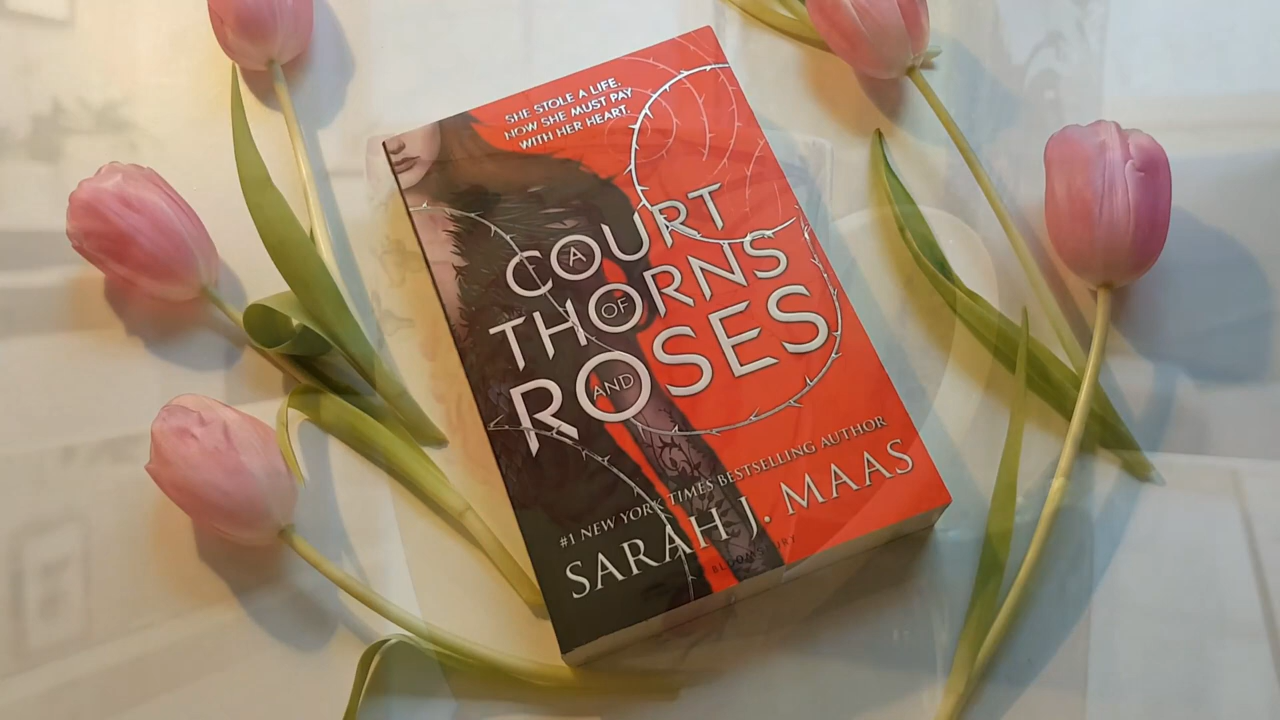 SHE STOLE A LIFE.
NOW SHE MUST PAY
WITH HER HEART.
A
COURT
OF
THORNS
AND
ROSES
#1 NEW YORK TIMES BESTSELLING AUTHOR
SARAH J. MAAS
BLOOMSBURY